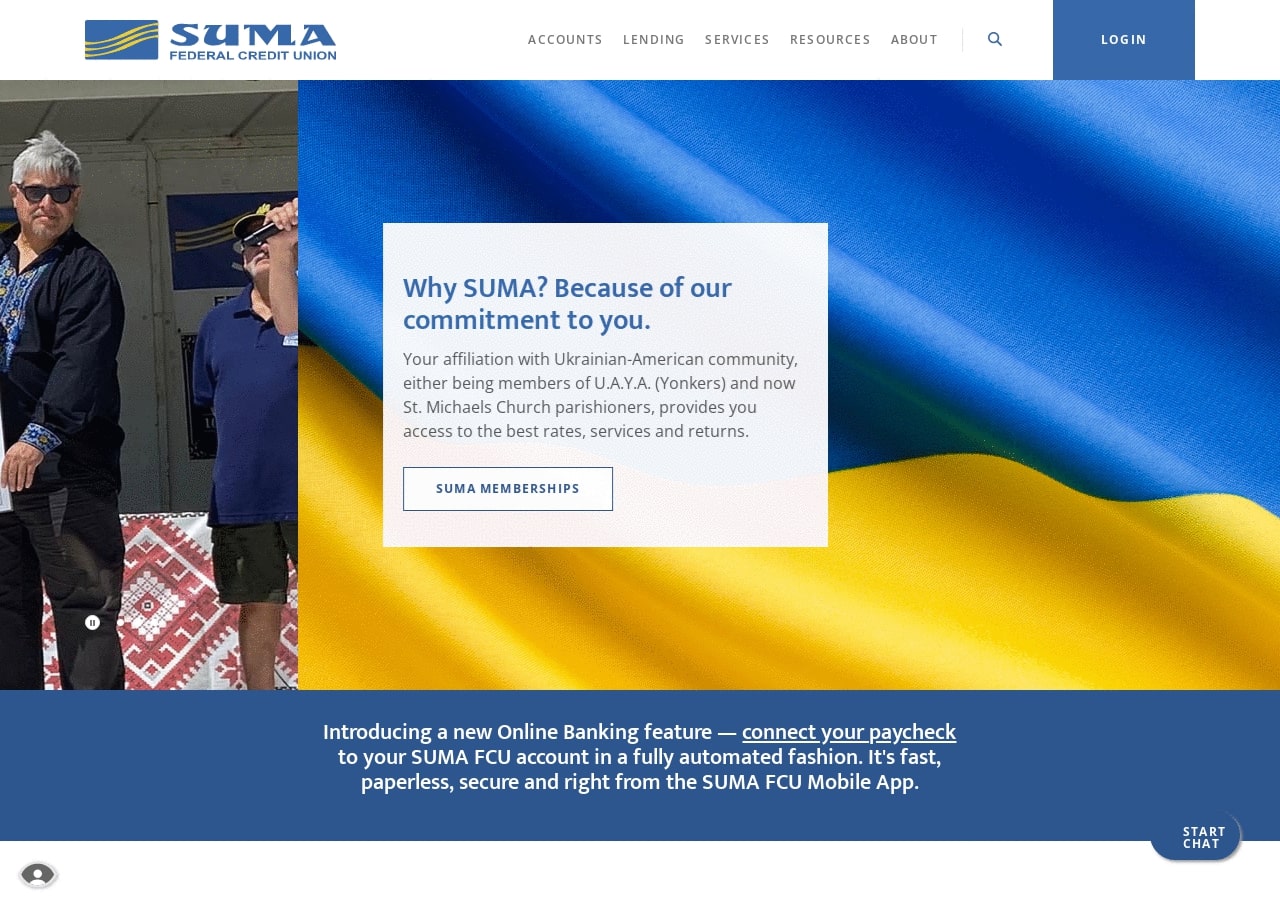 SUMA
FEDERAL CREDIT UNION
ACCOUNTS LENDING SERVICES RESOURCES ABOUT
LOGIN
Why SUMA? Because of our
commitment to you.
Your affiliation with Ukrainian-American community,
either being members of U.A.Y.A. (Yonkers) and now
St. Michaels Church parishioners, provides you
access to the best rates, services and returns.
SUMA MEMBERSHIPS
Introducing a new Online Banking feature — connect your paycheck
to your SUMA FCU account in a fully automated fashion. It's fast,
paperless, secure and right from the SUMA FCU Mobile App.
START
CHAT